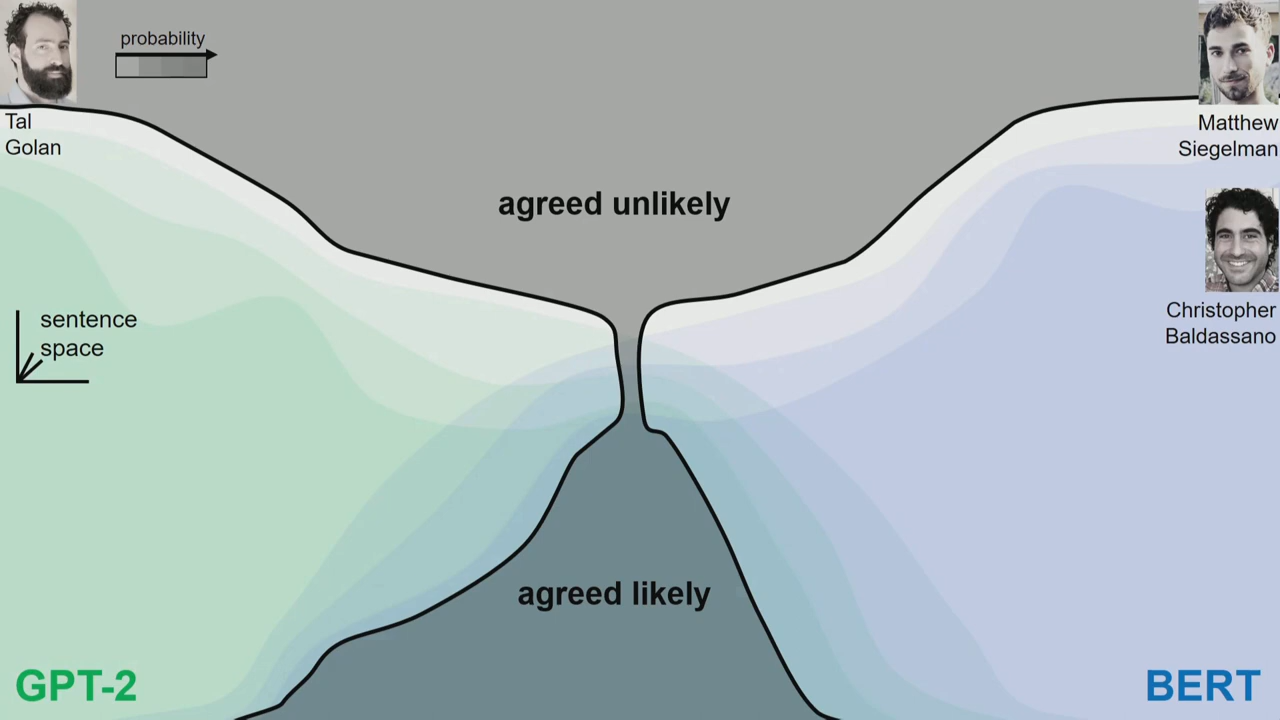 probability
Tal
Golan
Matthew
Siegelman
agreed unlikely
Christopher
Baldassano
sentence
space
agreed likely
GPT-2
BERT